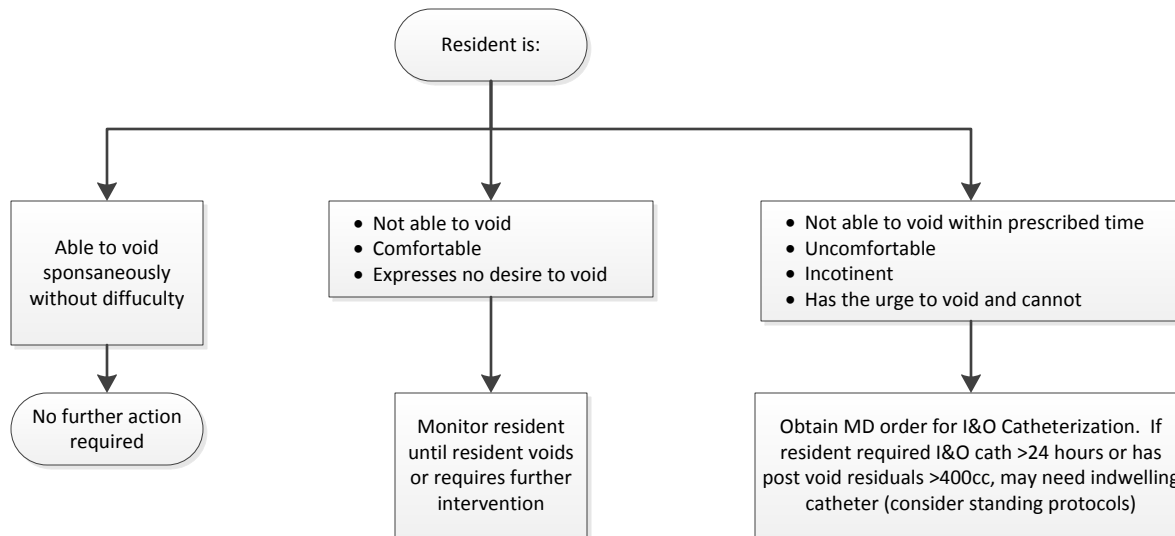 Resident is:
Able to void
sponsaneously
without diffuculty
• Not able to void
• Comfortable
• Expresses no desire to void
• Not able to void within prescribed time
• Uncomfortable
• Incotinent
• Has the urge to void and cannot
No further action
required
Monitor resident
until resident voids
or requires further
intervention
Obtain MD order for I&O Catheterization.  If
resident required I&O cath >24 hours or has
post void residuals >400cc, may need indwelling
catheter (consider standing protocols)